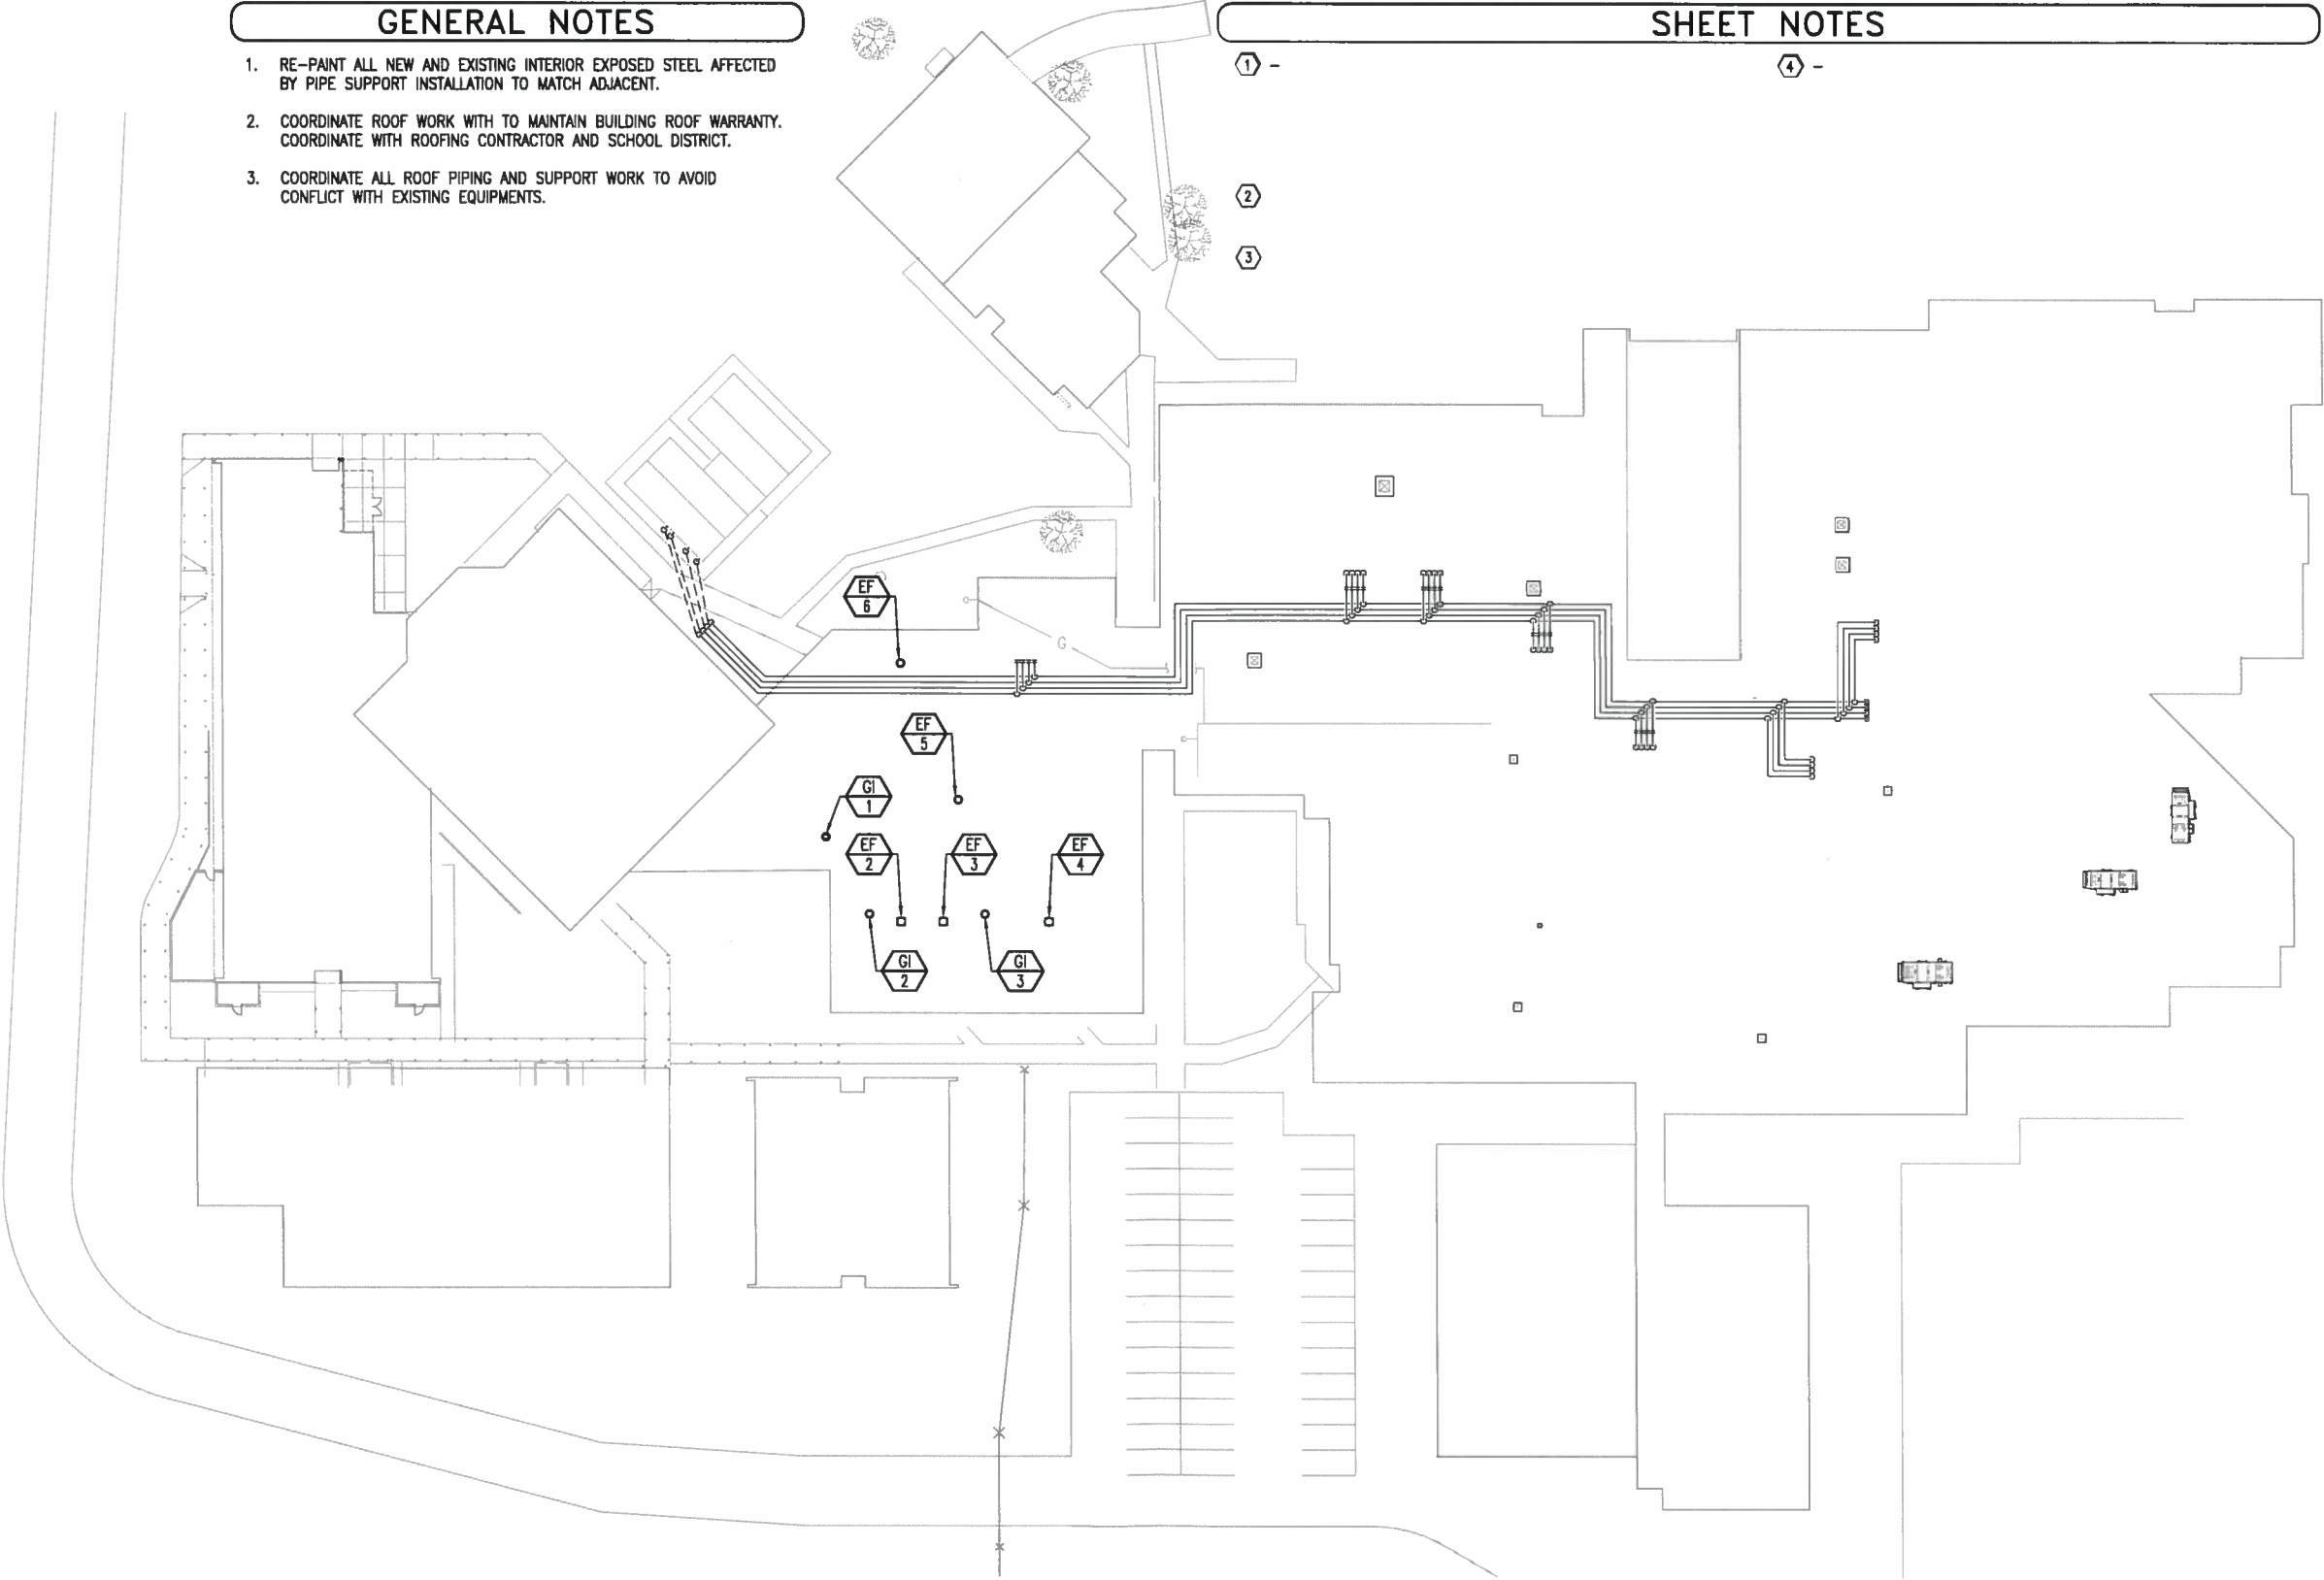 GENERAL NOTES
1. RE-PAINT ALL NEW AND EXISTING INTERIOR EXPOSED STEEL AFFECTED
BY PIPE SUPPORT INSTALLATION TO MATCH ADJACENT.
2. COORDINATE ROOF WORK WITH TO MAINTAIN BUILDING ROOF WARRANTY.
COORDINATE WITH ROOFING CONTRACTOR AND SCHOOL DISTRICT.
3. COORDINATE ALL ROOF PIPING AND SUPPORT WORK TO AVOID
CONFLICT WITH EXISTING EQUIPMENTS.
SHEET NOTES
1 -
2
3
4 -
EF
6
G
EF
5
GI
1
EF
2
EF
3
EF
4
GI
2
GI
3